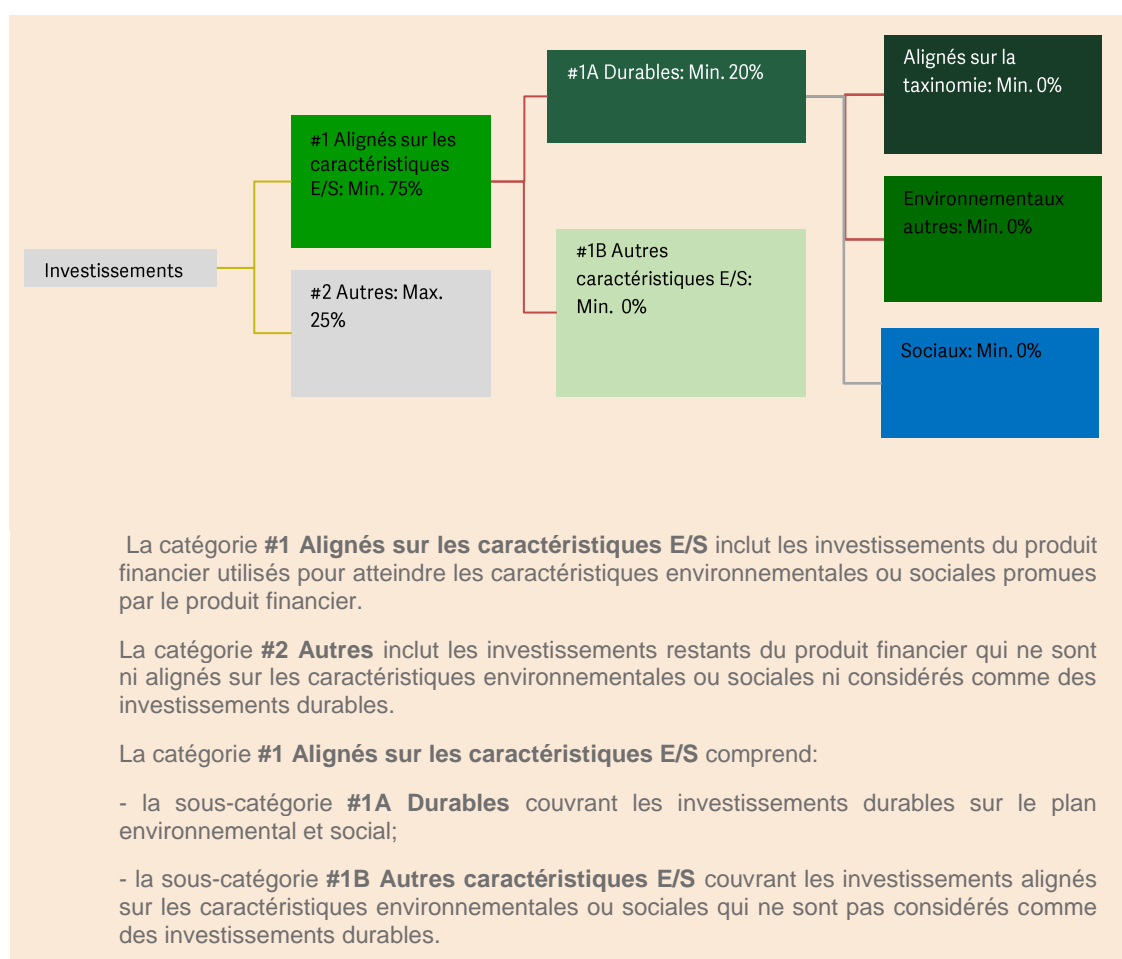 Investissements
#1 Alignés sur les
caractéristiques
E/S: Min. 75%
#2 Autres: Max.
25%
#1A Durables: Min. 20%
#1B Autres
caractéristiques E/S:
Min. 0%
Alignés sur la
taxinomie: Min. 0%
Environnementaux
autres: Min. 0%
Sociaux: Min. 0%
La catégorie #1 Alignés sur les caractéristiques E/S inclut les investissements du produit
financier utilisés pour atteindre les caractéristiques environnementales ou sociales promues
par le produit financier.
La catégorie #2 Autres inclut les investissements restants du produit financier qui ne sont
ni alignés sur les caractéristiques environnementales ou sociales ni considérés comme des
investissements durables.
La catégorie #1 Alignés sur les caractéristiques E/S comprend:
- la sous-catégorie #1A Durables couvrant les investissements durables sur le plan
environnemental et social;
- la sous-catégorie #1B Autres caractéristiques E/S couvrant les investissements alignés
sur les caractéristiques environnementales ou sociales qui ne sont pas considérés comme
des investissements durables.